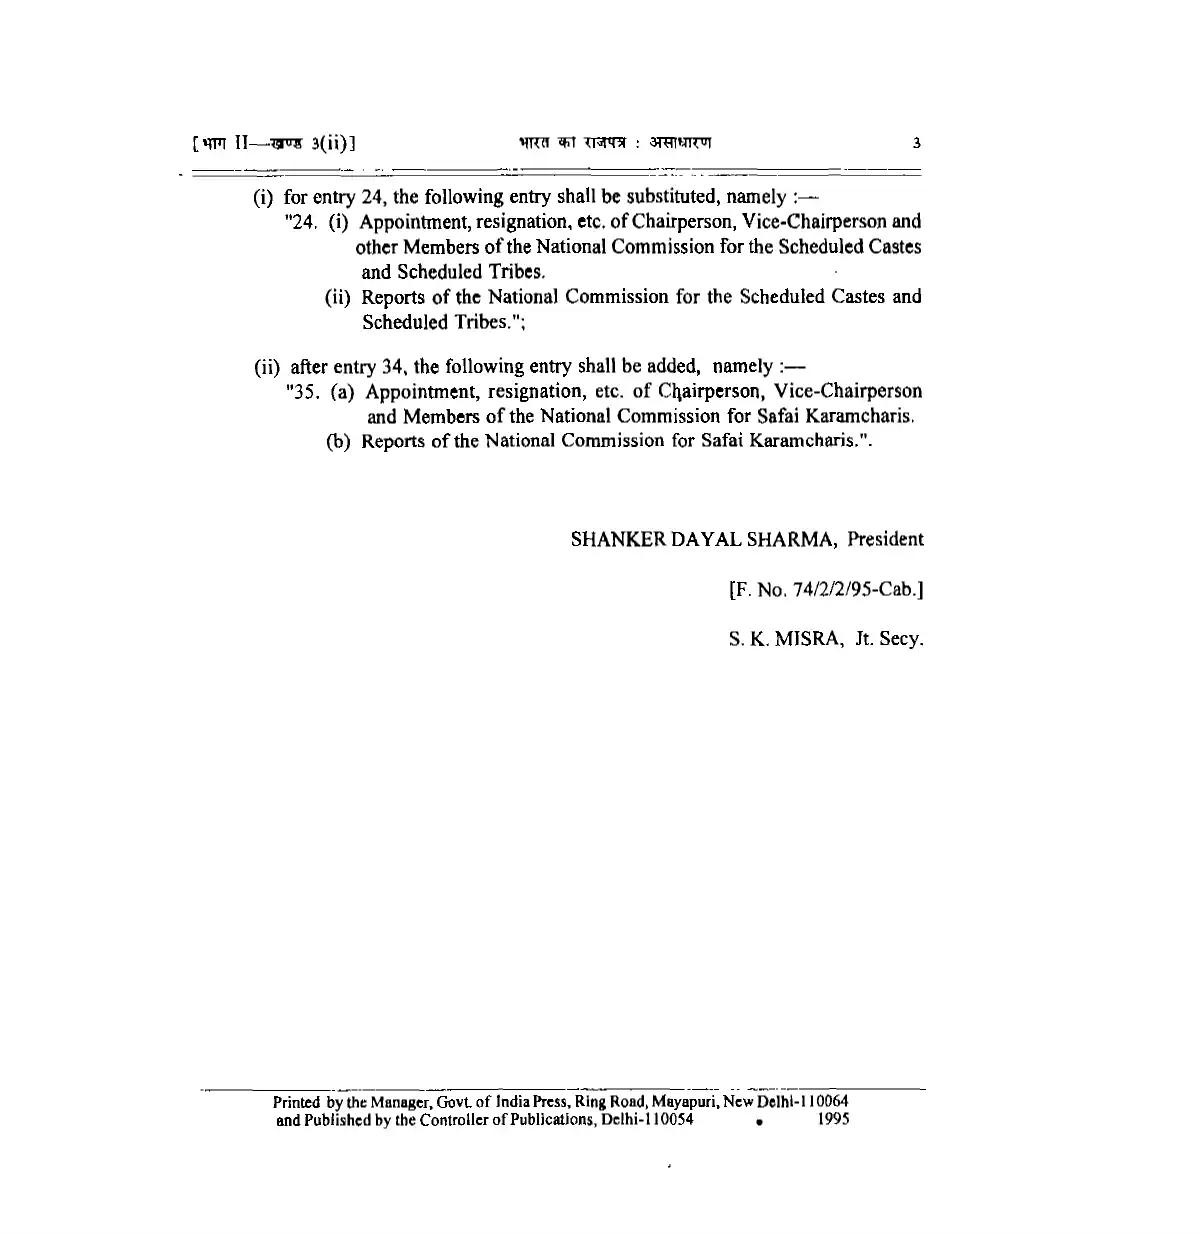 [भाग II—खण्ड 3(ii)] भारत का राजपत्र : असाधारण 3
(i) for entry 24, the following entry shall be substituted, namely :—
"24. (i) Appointment, resignation, etc. of Chairperson, Vice-Chairperson and
other Members of the National Commission for the Scheduled Castes
and Scheduled Tribes.
(ii) Reports of the National Commission for the Scheduled Castes and
Scheduled Tribes.";
(ii) after entry 34, the following entry shall be added, namely :—
"35. (a) Appointment, resignation, etc. of Chairperson, Vice-Chairperson
and Members of the National Commission for Safai Karamcharis.
(b) Reports of the National Commission for Safai Karamcharis.".
SHANKER DAYAL SHARMA, President
[F. No. 74/2/2/95-Cab.]
S. K. MISRA, Jt. Secy.
Printed by the Manager, Govt. of India Press, Ring Road, Mayapuri, New Delhi-110064
and Published by the Controller of Publications, Delhi-110054 • 1995